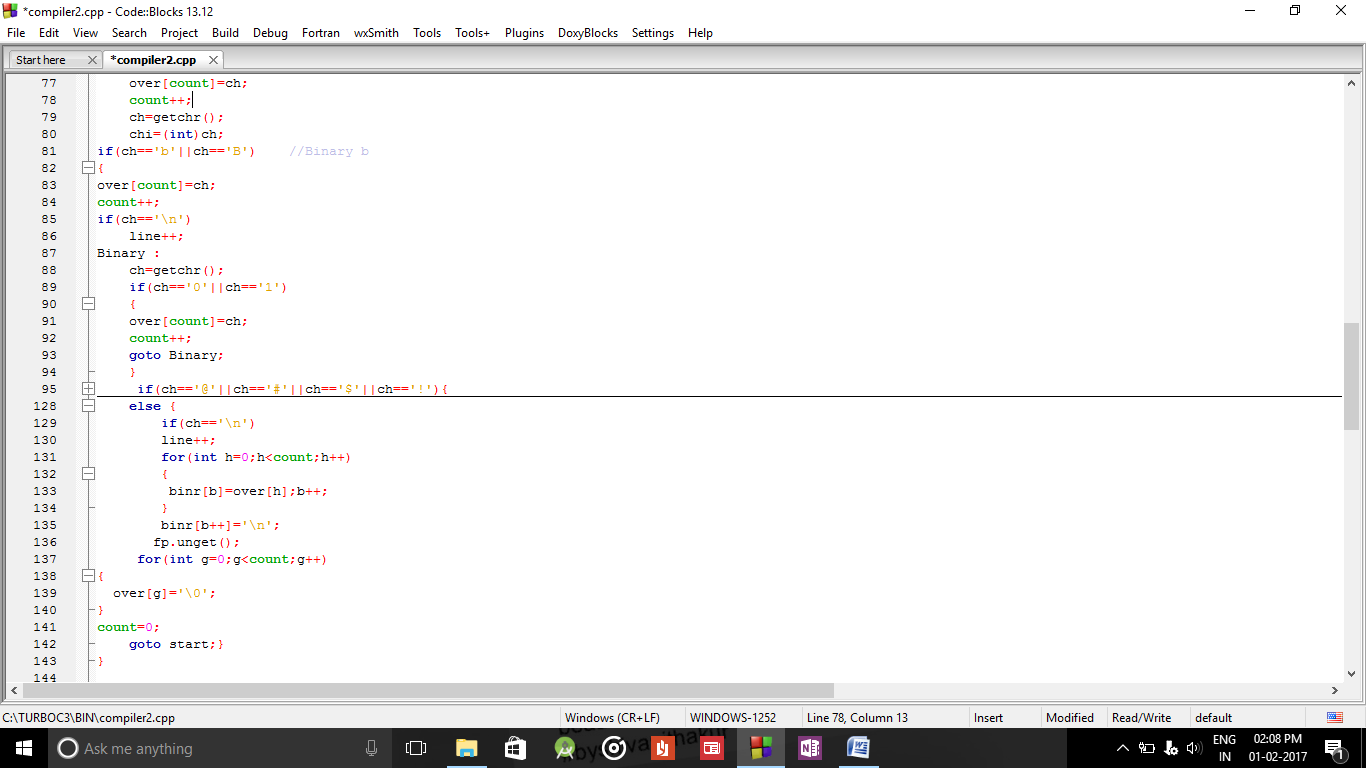 *compiler2.cpp - Code::Blocks 13.12
File Edit View Search Project Build Debug Fortran wxSmith Tools Tools+ Plugins DoxyBlocks Settings Help
Start here *compiler2.cpp
77 over[count]=ch;
78 count++;
79 ch=getchr();
80 chi=(int)ch;
81 if(ch=='b'||ch=='B') //Binary b
82 {
83 over[count]=ch;
84 count++;
85 if(ch=='\n')
86 line++;
87 Binary :
88 ch=getchr();
89 if(ch=='0'||ch=='1')
90 {
91 over[count]=ch;
92 count++;
93 goto Binary;
94 }
95 if(ch=='@'||ch=='#'||ch=='$'||ch=='!'){
128 else {
129 if(ch=='\n')
130 line++;
131 for(int h=0;h<count;h++)
132 {
133 binr[b]=over[h];b++;
134 }
135 binr[b++]='\n';
136 fp.unget();
137 for(int g=0;g<count;g++)
138 {
139 over[g]='\0';
140 }
141 count=0;
142 goto start;}
143 }
144
C:\TURBOC3\BIN\compiler2.cpp Windows (CR+LF) WINDOWS-1252 Line 78, Column 13 Insert Modified Read/Write default
Ask me anything
ENG 02:08 PM
IN 01-02-2017 1